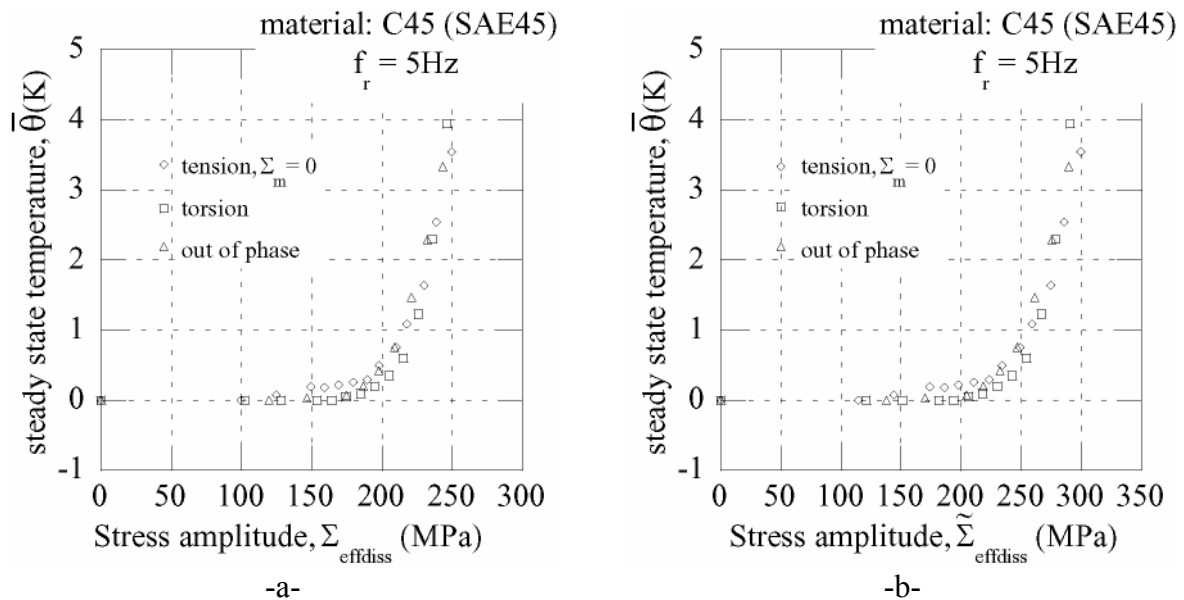 material: C45 (SAE45)
f_r = 5Hz
5
4
3
2
1
0
-1
steady state temperature, θ̄(K)
tension, Σ_m = 0
torsion
out of phase
0 50 100 150 200 250 300
Stress amplitude, Σ_effdiss (MPa)
-a-
material: C45 (SAE45)
f_r = 5Hz
5
4
3
2
1
0
-1
steady state temperature, θ̄(K)
tension, Σ_m = 0
torsion
out of phase
0 50 100 150 200 250 300 350
Stress amplitude, Σ̃_effdiss (MPa)
-b-